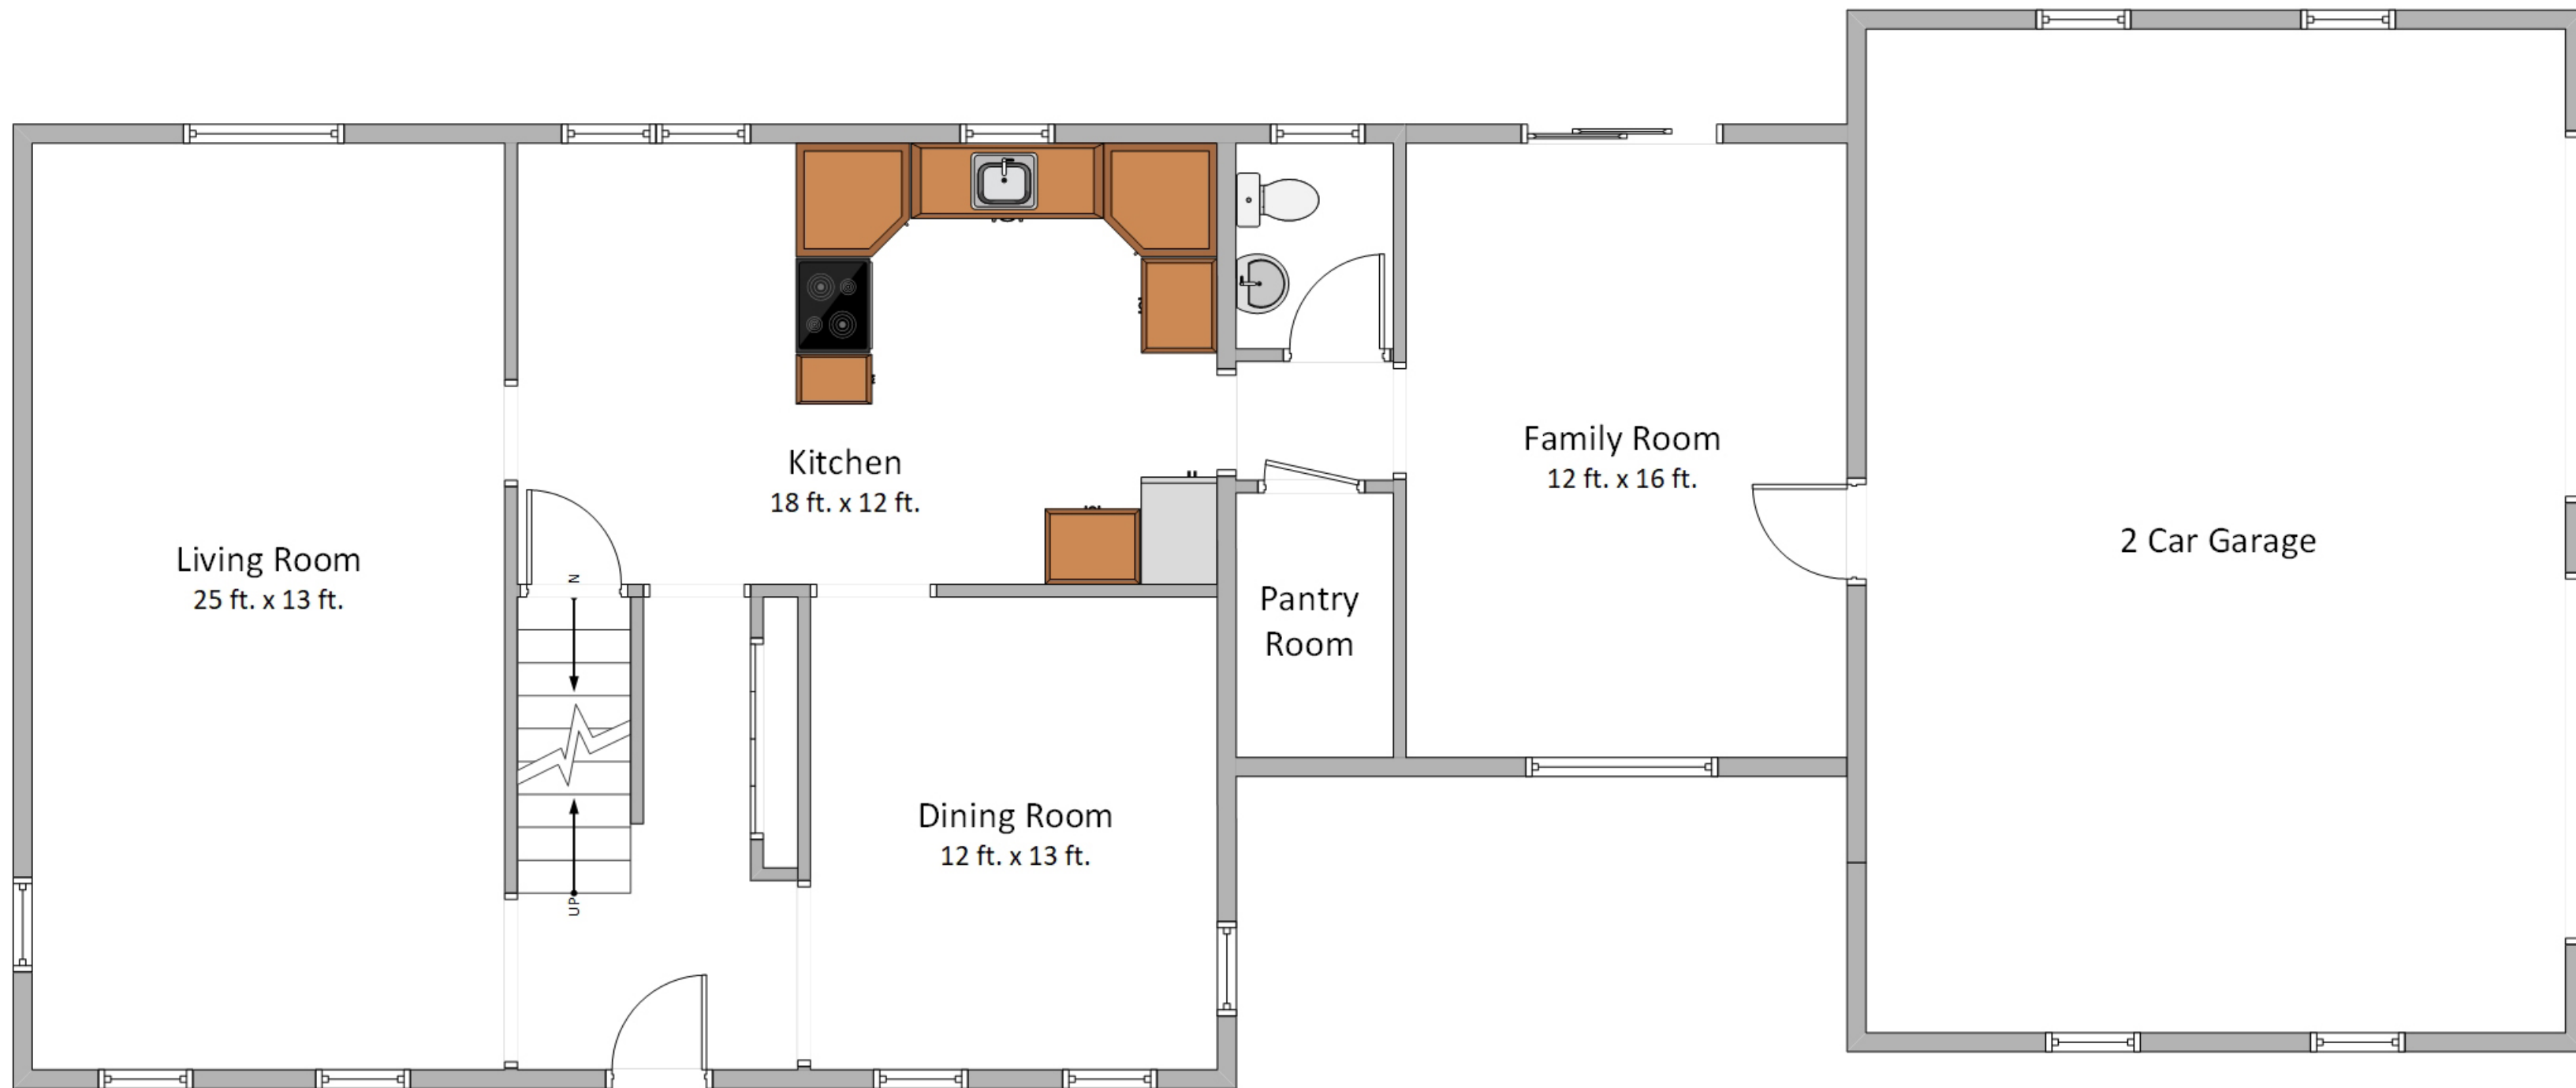 Living Room
25 ft. x 13 ft.
Kitchen
18 ft. x 12 ft.
N
UP
Dining Room
12 ft. x 13 ft.
Pantry
Room
Family Room
12 ft. x 16 ft.
2 Car Garage